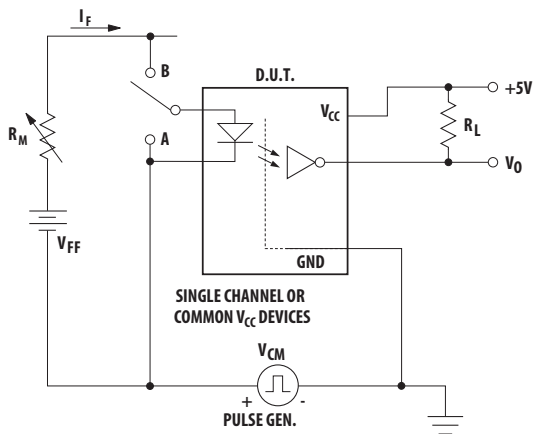 I_F
B
D.U.T.
V_CC
+5V
R_M
A
R_L
V_O
V_FF
GND
SINGLE CHANNEL OR
COMMON V_CC DEVICES
V_CM
+ -
PULSE GEN.